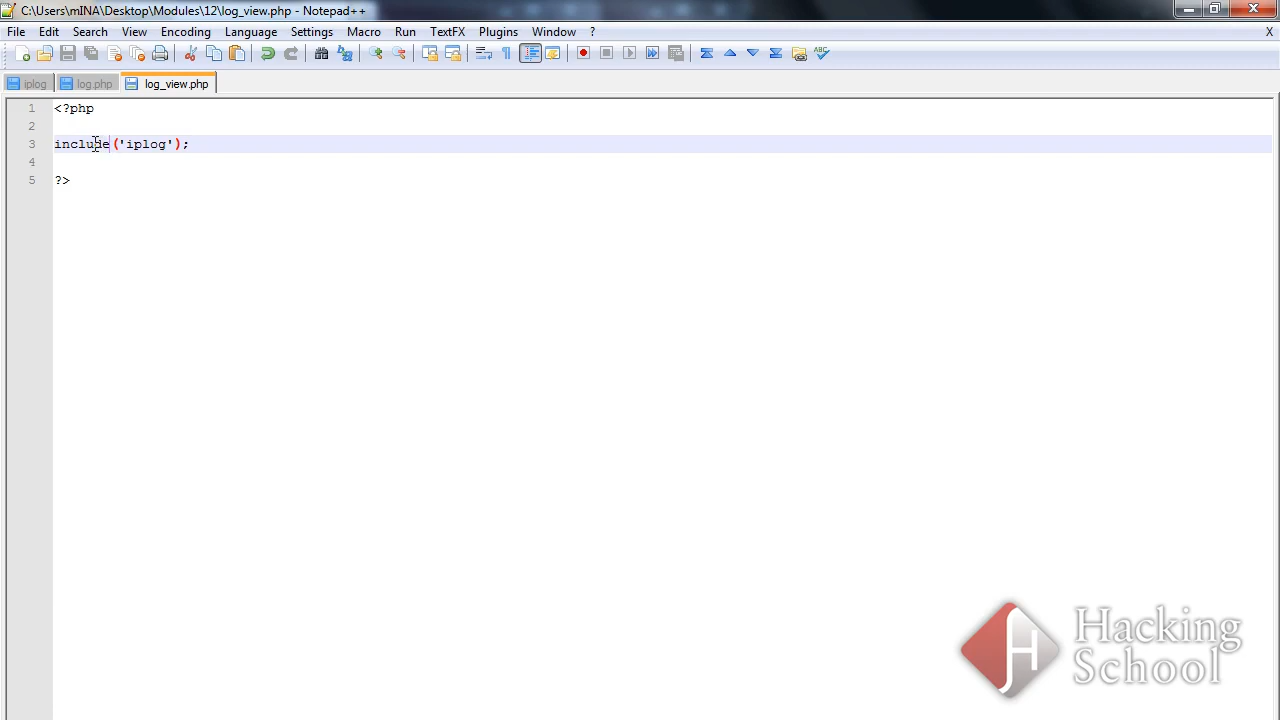 C:\Users\mINA\Desktop\Modules\12\log_view.php - Notepad++
File Edit Search View Encoding Language Settings Macro Run TextFX Plugins Window ? X
iplog log.php log_view.php
1 <?php
2
3 include('iplog');
4
5 ?>
Hacking
School